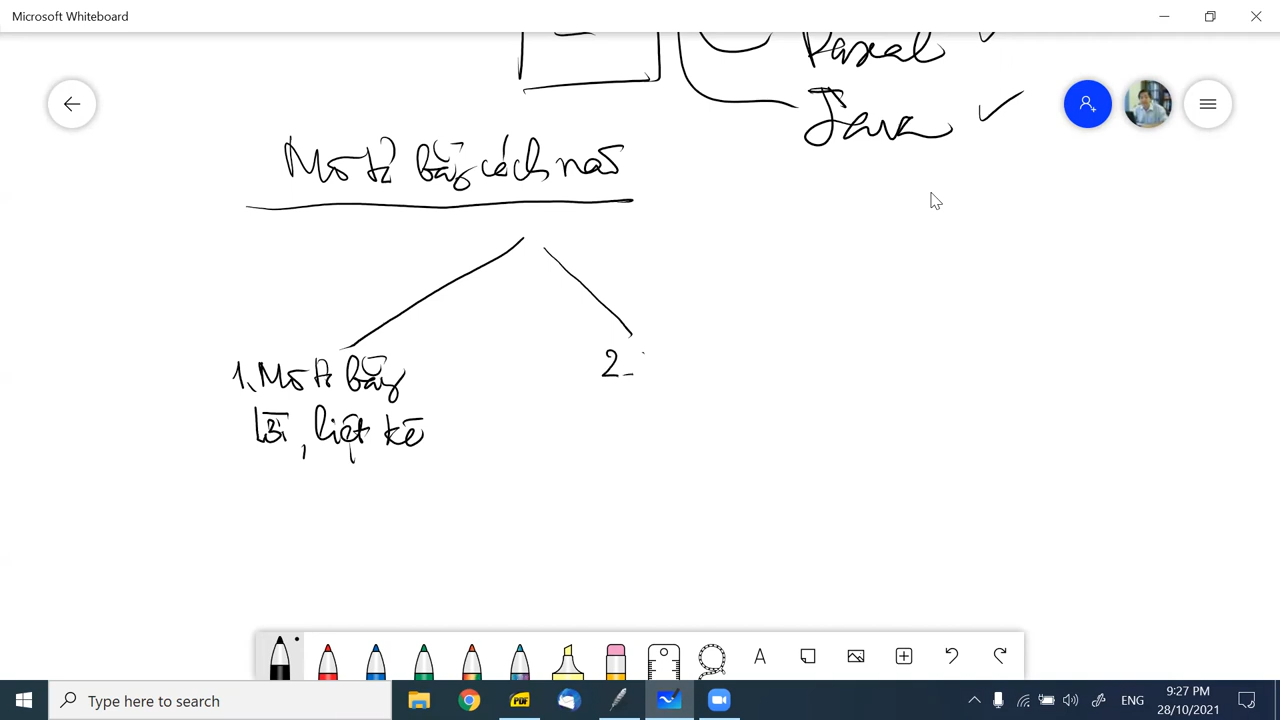 Microsoft Whiteboard
Pascal
Java
Mô tả bằng cách nào
1. Mô tả bằng
lời, liệt kê
2.
Type here to search
PDF
ENG
9:27 PM
28/10/2021